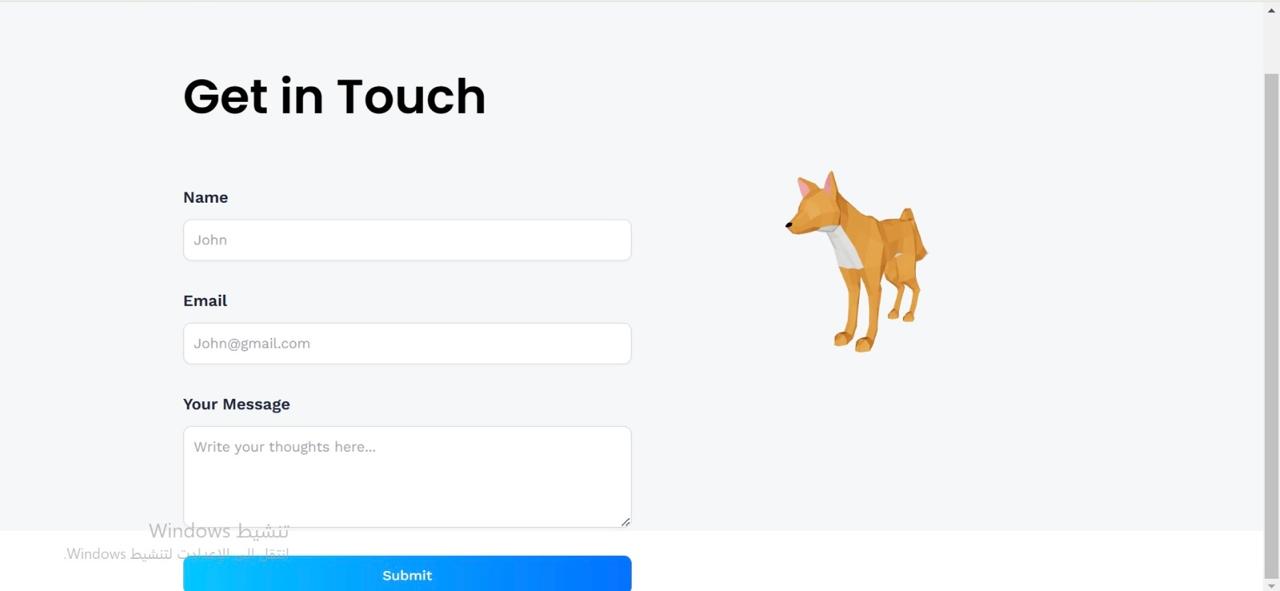 Get in Touch
Name
John
Email
John@gmail.com
Your Message
Write your thoughts here...
تنشيط Windows
انتقل إلى الإعدادات لتنشيط Windows.
Submit